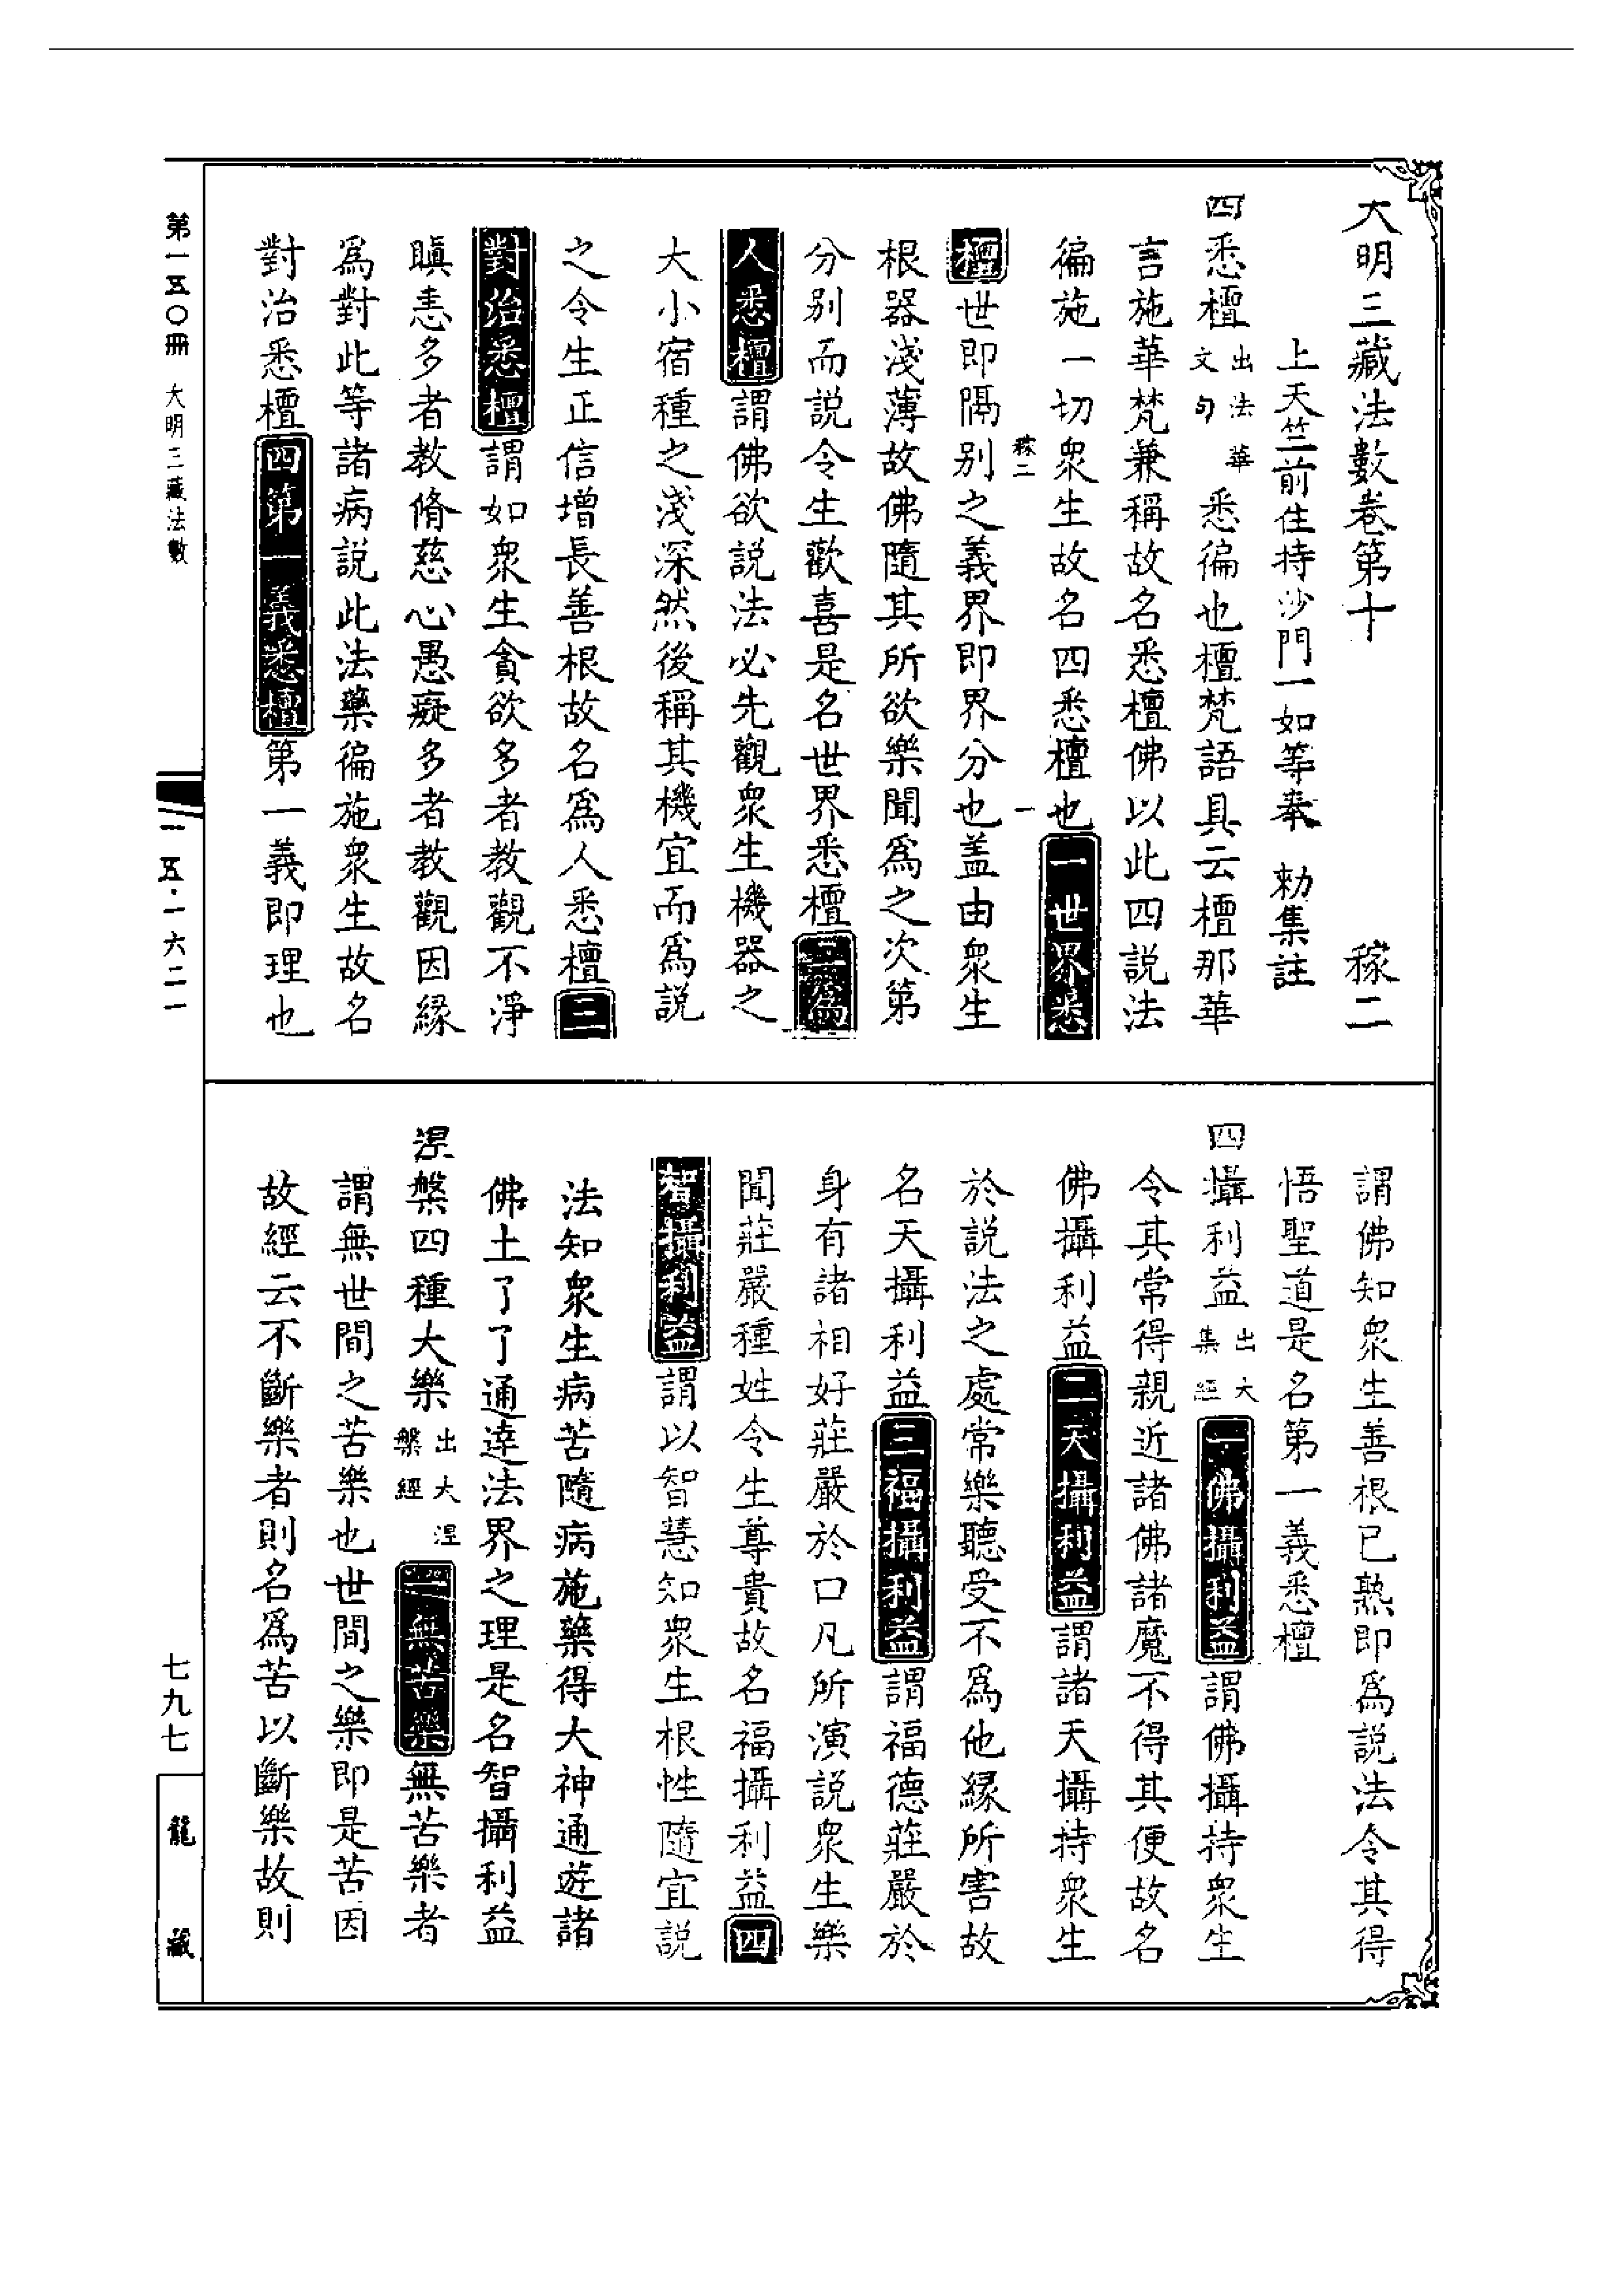 大明三藏法數卷第十 稼二
上天竺前住持沙門一如等奉 勅集註
四悉檀出法華文句悉徧也檀梵語具云檀那華
言施華梵兼稱故名悉檀佛以此四說法
徧施一切衆生故名四悉檀也一世界悉
稼二 一
檀世即隔别之義界即界分也盖由衆生
根器淺薄故佛隨其所欲樂聞爲之次第
分别而說令生歡喜是名世界悉檀二爲
人悉檀謂佛欲說法必先觀衆生機器之
大小宿種之淺深然後稱其機宜而爲說
之令生正信增長善根故名爲人悉檀三
對治悉檀謂如衆生貪欲多者教觀不淨
瞋恚多者教脩慈心愚癡多者教觀因縁
爲對此等諸病說此法藥徧施衆生故名
對治悉檀四第一義悉檀第一義即理也
謂佛知衆生善根已熟即爲說法令其得
悟聖道是名第一義悉檀
四攝利益出大集經一佛攝利益謂佛攝持衆生
令其常得親近諸佛諸魔不得其便故名
佛攝利益二天攝利益謂諸天攝持衆生
於說法之處常樂聽受不爲他縁所害故
名天攝利益三福攝利益謂福德莊嚴於
身有諸相好莊嚴於口凡所演說衆生樂
聞莊嚴種姓令生尊貴故名福攝利益四
智攝利益謂以智慧知衆生根性隨宜說
法知衆生病苦隨病施藥得大神通遊諸
佛土了了通達法界之理是名智攝利益
涅槃四種大樂出大涅槃經一無苦樂無苦樂者
謂無世間之苦樂也世間之樂即是苦因
故經云不斷樂者則名爲苦以斷樂故則
第一五〇冊 大明三藏法數
一一五·一六二一
七九七
龍藏